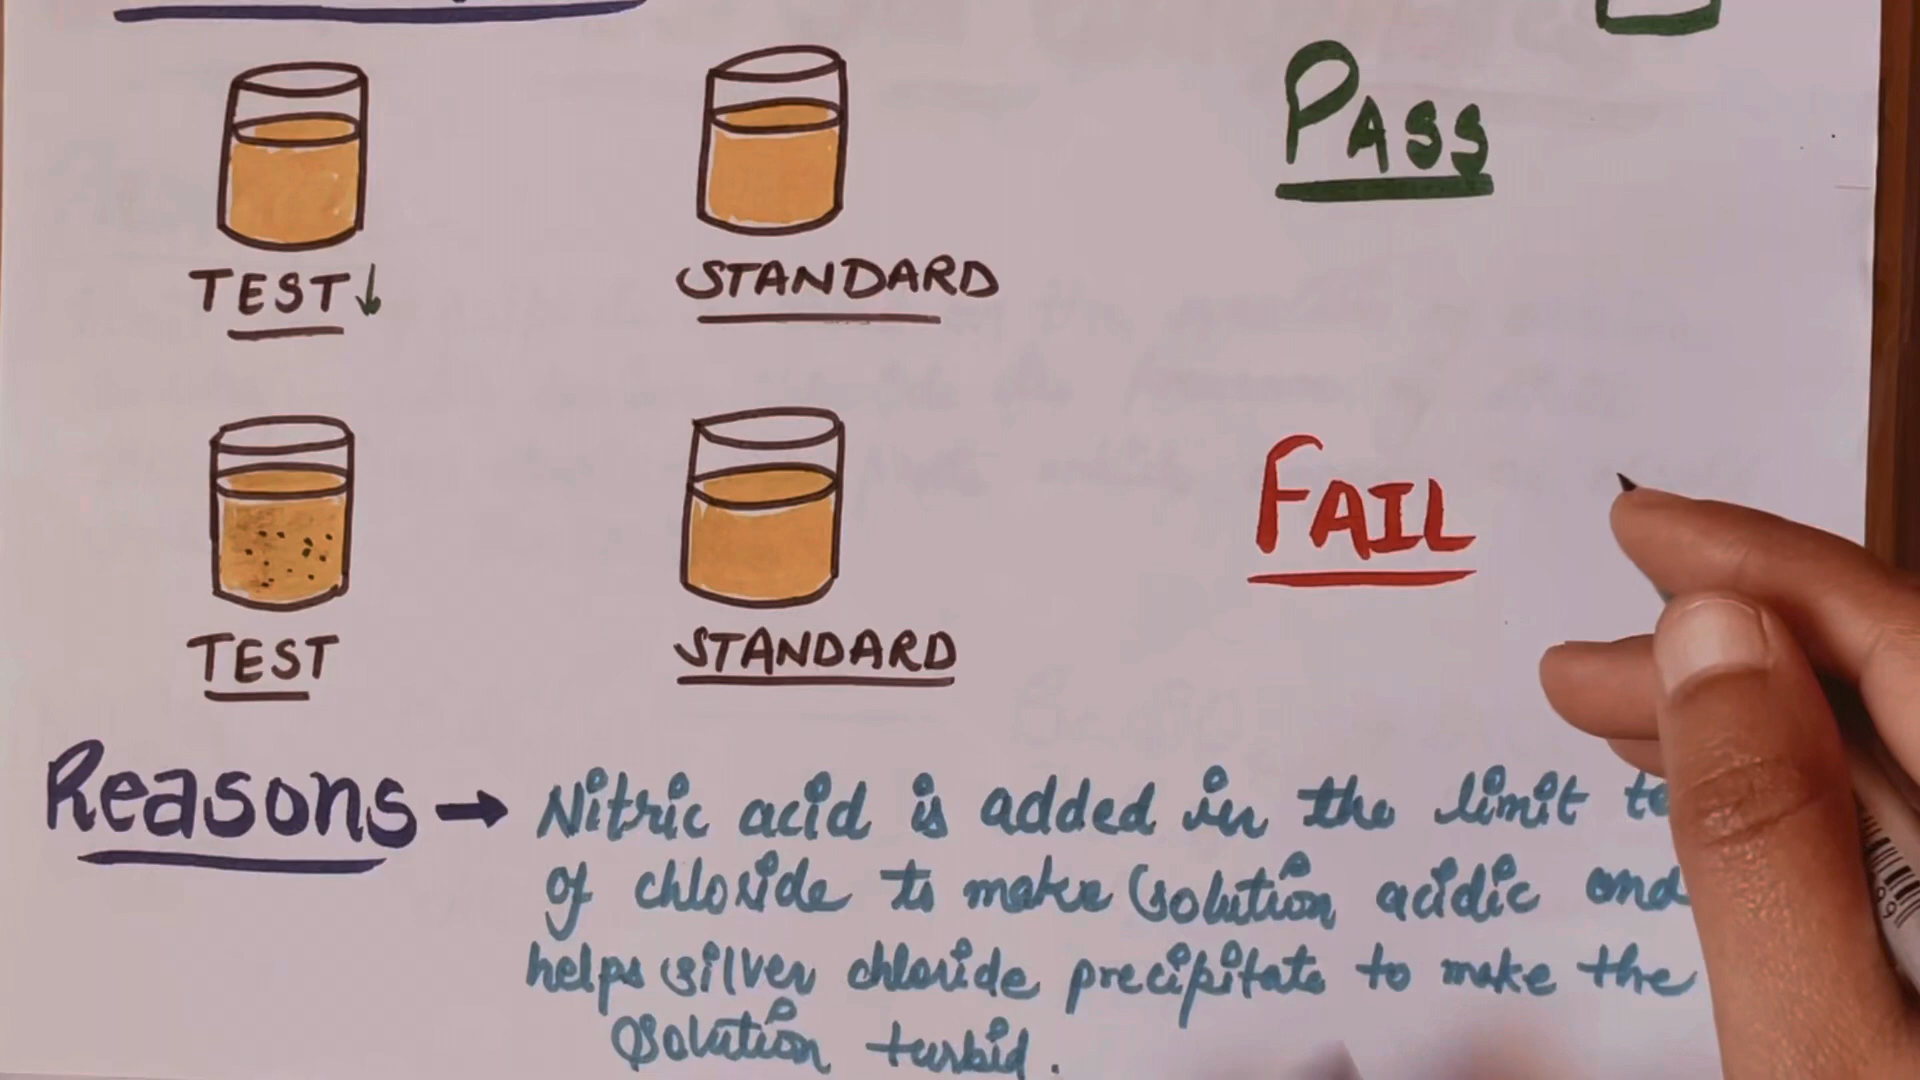 PASS
TEST↓
STANDARD
FAIL
TEST
STANDARD
Reasons → Nitric acid is added in the limit
of chloride to make solution acidic and
helps silver chloride precipitate to make the
solution turbid.